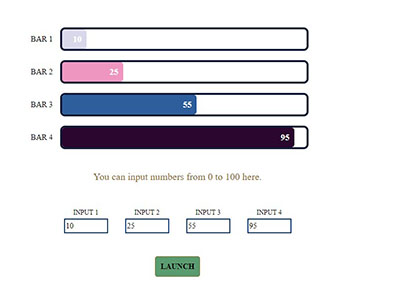 BAR 1 10
BAR 2 25
BAR 3 55
BAR 4 95
You can input numbers from 0 to 100 here.
INPUT 1 INPUT 2 INPUT 3 INPUT 4
10 25 55 95
LAUNCH